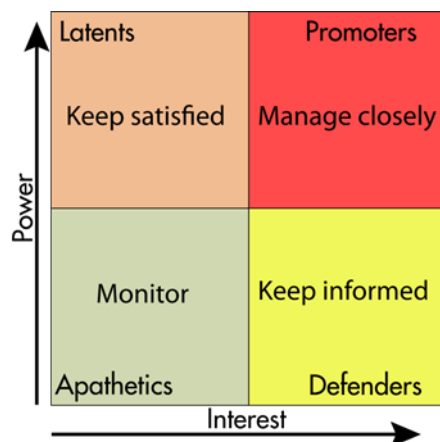 Latents
Promoters
Keep satisfied
Manage closely
Power
Monitor
Keep informed
Apathetics
Defenders
Interest